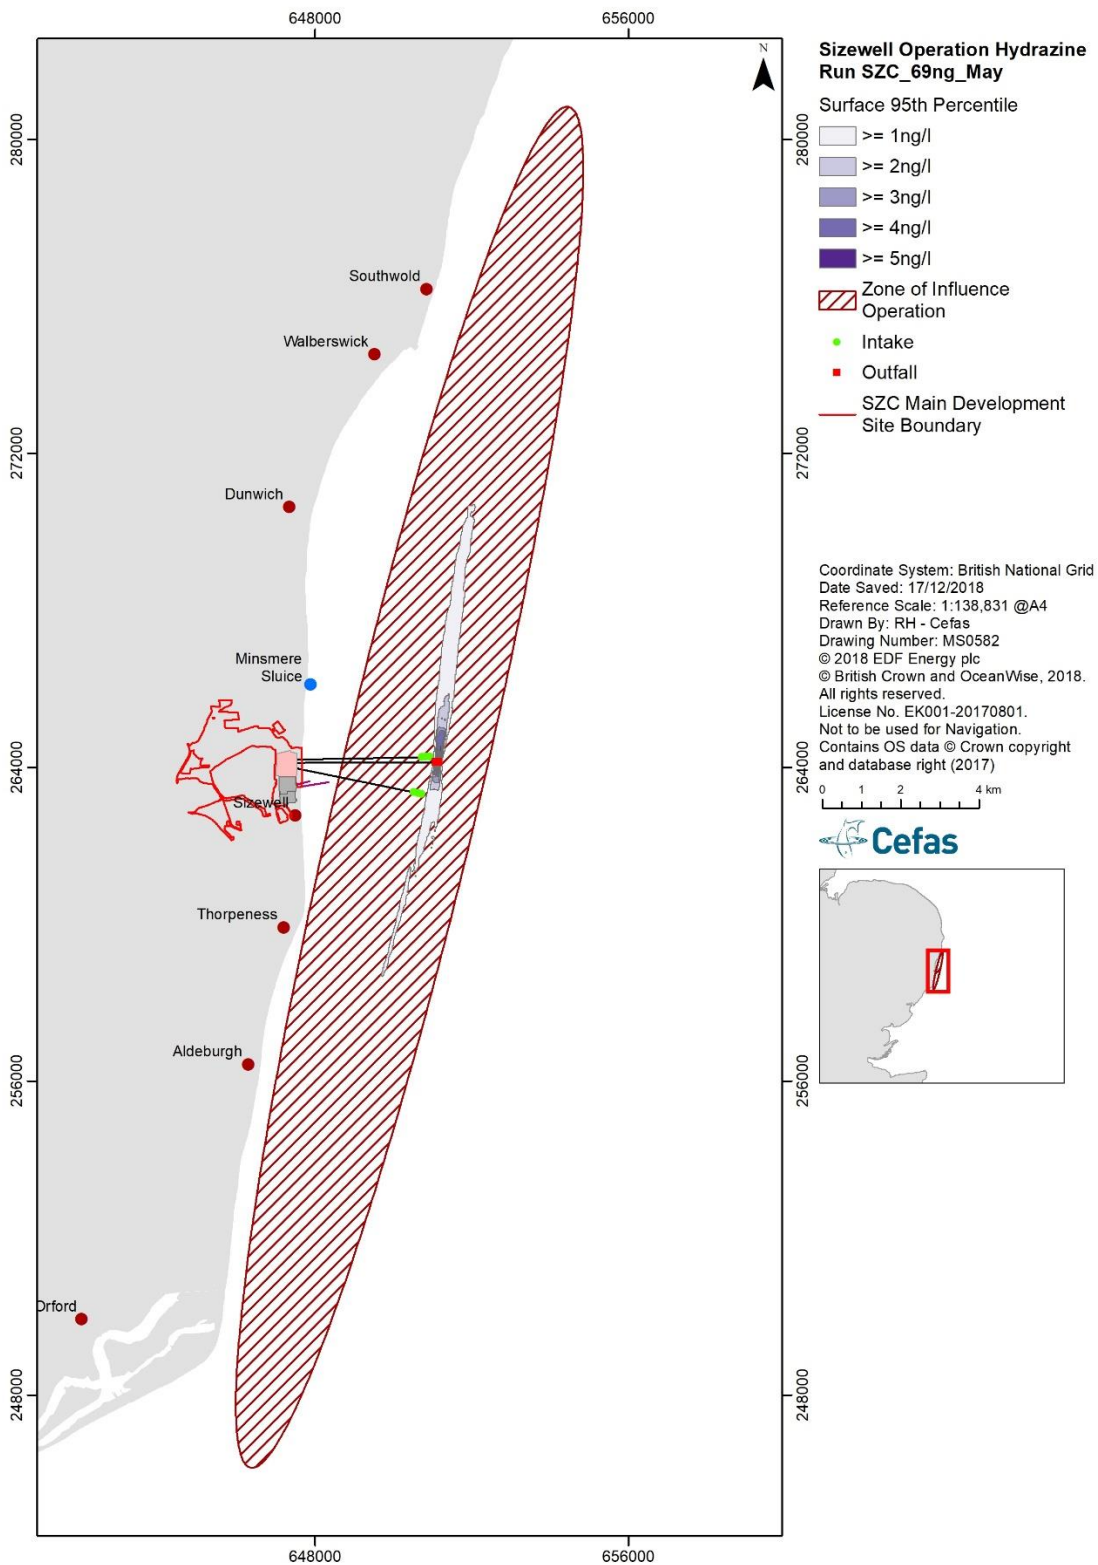 648000
656000
N
280000
280000
Southwold
Walberswick
272000
272000
Dunwich
Minsmere
Sluice
264000
264000
Sizewell
Thorpeness
Aldeburgh
256000
256000
Orford
248000
248000
648000
656000
Sizewell Operation Hydrazine
Run SZC_69ng_May
Surface 95th Percentile
>= 1ng/l
>= 2ng/l
>= 3ng/l
>= 4ng/l
>= 5ng/l
Zone of Influence
Operation
Intake
Outfall
SZC Main Development
Site Boundary
Coordinate System: British National Grid
Date Saved: 17/12/2018
Reference Scale: 1:138,831 @A4
Drawn By: RH - Cefas
Drawing Number: MS0582
© 2018 EDF Energy plc
© British Crown and OceanWise, 2018.
All rights reserved.
License No. EK001-20170801.
Not to be used for Navigation.
Contains OS data © Crown copyright
and database right (2017)
0 1 2 4 km
Cefas